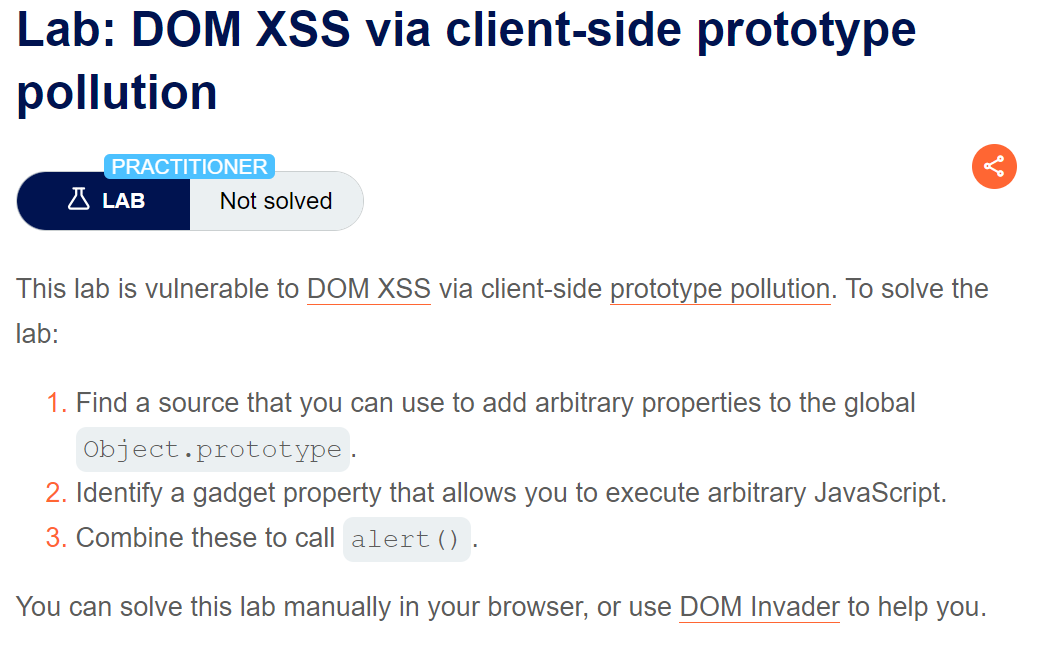 Lab: DOM XSS via client-side prototype
pollution
PRACTITIONER
LAB
Not solved
This lab is vulnerable to DOM XSS via client-side prototype pollution. To solve the
lab:
1. Find a source that you can use to add arbitrary properties to the global
Object.prototype.
2. Identify a gadget property that allows you to execute arbitrary JavaScript.
3. Combine these to call alert().
You can solve this lab manually in your browser, or use DOM Invader to help you.